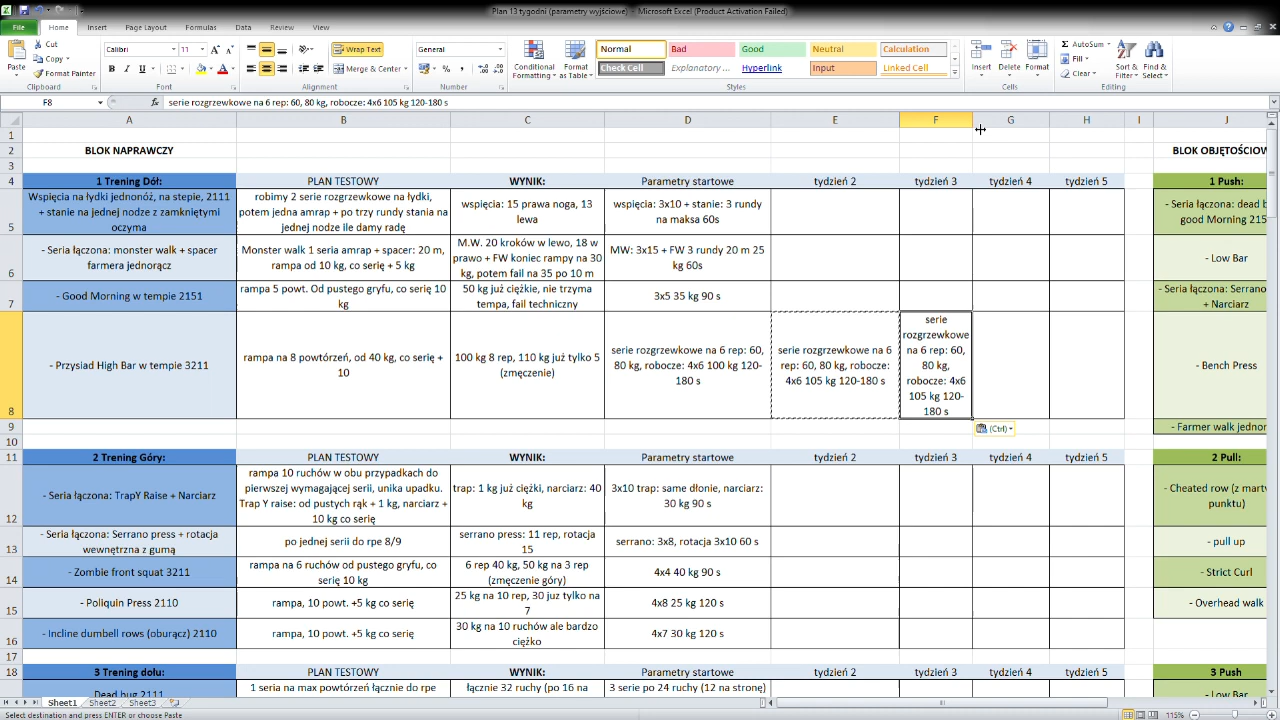 Plan 13 tygodni (parametry wyjściowe) - Microsoft Excel (Product Activation Failed)
File Home Insert Page Layout Formulas Data Review View
Paste Cut Copy Format Painter Clipboard
Calibri 11 B I U Font
Wrap Text Merge & Center Alignment
General % , Number
Conditional Formatting Format as Table
Normal Bad Good Neutral Calculation
Check Cell Explanatory ... Hyperlink Input Linked Cell
Styles
Insert Delete Format Cells
AutoSum Fill Clear Sort & Filter Find & Select Editing
F8 fx serie rozgrzewkowe na 6 rep: 60, 80 kg, robocze: 4x6 105 kg 120-180 s
A B C D E F G H I J
1
2 BLOK NAPRAWCZY BLOK OBJĘTOŚCIOW
3
4 1 Trening Dół: PLAN TESTOWY WYNIK: Parametry startowe tydzień 2 tydzień 3 tydzień 4 tydzień 5 1 Push:
5
Wspięcia na łydki jednonóż, na stepie, 2111
+ stanie na jednej nodze z zamkniętymi
oczyma
robimy 2 serie rozgrzewkowe na łydki,
potem jedna amrap + po trzy rundy stania na
jednej nodze ile damy radę
wspięcia: 15 prawa noga, 13
lewa
wspięcia: 3x10 + stanie: 3 rundy
na maksa 60s
- Seria łączona: dead b
good Morning 215
6
- Seria łączona: monster walk + spacer
farmera jednorącz
Monster walk 1 seria amrap + spacer: 20 m,
rampa od 10 kg, co serię + 5 kg
M.W. 20 kroków w lewo, 18 w
prawo + FW koniec rampy na 30
kg, potem fail na 35 po 10 m
MW: 3x15 + FW 3 rundy 20 m 25
kg 60s
- Low Bar
7
- Good Morning w tempie 2151
rampa 5 powt. Od pustego gryfu, co serię 10
kg
50 kg już ciężkie, nie trzyma
tempa, fail techniczny
3x5 35 kg 90 s
- Seria łączona: Serrano
+ Narciarz
8
- Przysiad High Bar w tempie 3211
rampa na 8 powtórzeń, od 40 kg, co serię +
10
100 kg 8 rep, 110 kg już tylko 5
(zmęczenie)
serie rozgrzewkowe na 6 rep: 60,
80 kg, robocze: 4x6 100 kg 120-
180 s
serie rozgrzewkowe na 6
rep: 60, 80 kg, robocze:
4x6 105 kg 120-180 s
serie
rozgrzewkowe
na 6 rep: 60,
80 kg,
robocze: 4x6
105 kg 120-
180 s
- Bench Press
(Ctrl)
9 - Farmer walk jednor
10
11 2 Trening Góry: PLAN TESTOWY WYNIK: Parametry startowe tydzień 2 tydzień 3 tydzień 4 tydzień 5 2 Pull:
12
- Seria łączona: TrapY Raise + Narciarz
rampa 10 ruchów w obu przypadkach do
pierwszej wymagającej serii, unika upadku.
Trap Y raise: od pustych rąk + 1 kg, narciarz +
10 kg co serię
trap: 1 kg już ciężki, narciarz: 40
kg
3x10 trap: same dłonie, narciarz:
30 kg 90 s
- Cheated row (z martw
punktu)
13
- Seria łączona: Serrano press + rotacja
wewnętrzna z gumą
po jednej serii do rpe 8/9
serrano press: 11 rep, rotacja
15
serrano: 3x8, rotacja 3x10 60 s
- pull up
14
- Zombie front squat 3211
rampa na 6 ruchów od pustego gryfu, co
serię 10 kg
6 rep 40 kg, 50 kg na 3 rep
(zmęczenie góry)
4x4 40 kg 90 s
- Strict Curl
15
- Poliquin Press 2110
rampa, 10 powt. +5 kg co serię
25 kg na 10 rep, 30 juz tylko na
7
4x8 25 kg 120 s
- Overhead walk
16
- Incline dumbell rows (oburącz) 2110
rampa, 10 powt. +5 kg co serię
30 kg na 10 ruchów ale bardzo
ciężko
4x7 30 kg 120 s
17
18 3 Trening dołu: PLAN TESTOWY WYNIK: Parametry startowe tydzień 2 tydzień 3 tydzień 4 tydzień 5 3 Push
Dead bug 2111 1 seria na max powtórzeń łącznie do rpe łącznie 32 ruchy (po 16 na 3 serie po 24 ruchy (12 na stronę) - Low Bar
Sheet1 Sheet2 Sheet3
Select destination and press ENTER or choose Paste 115%